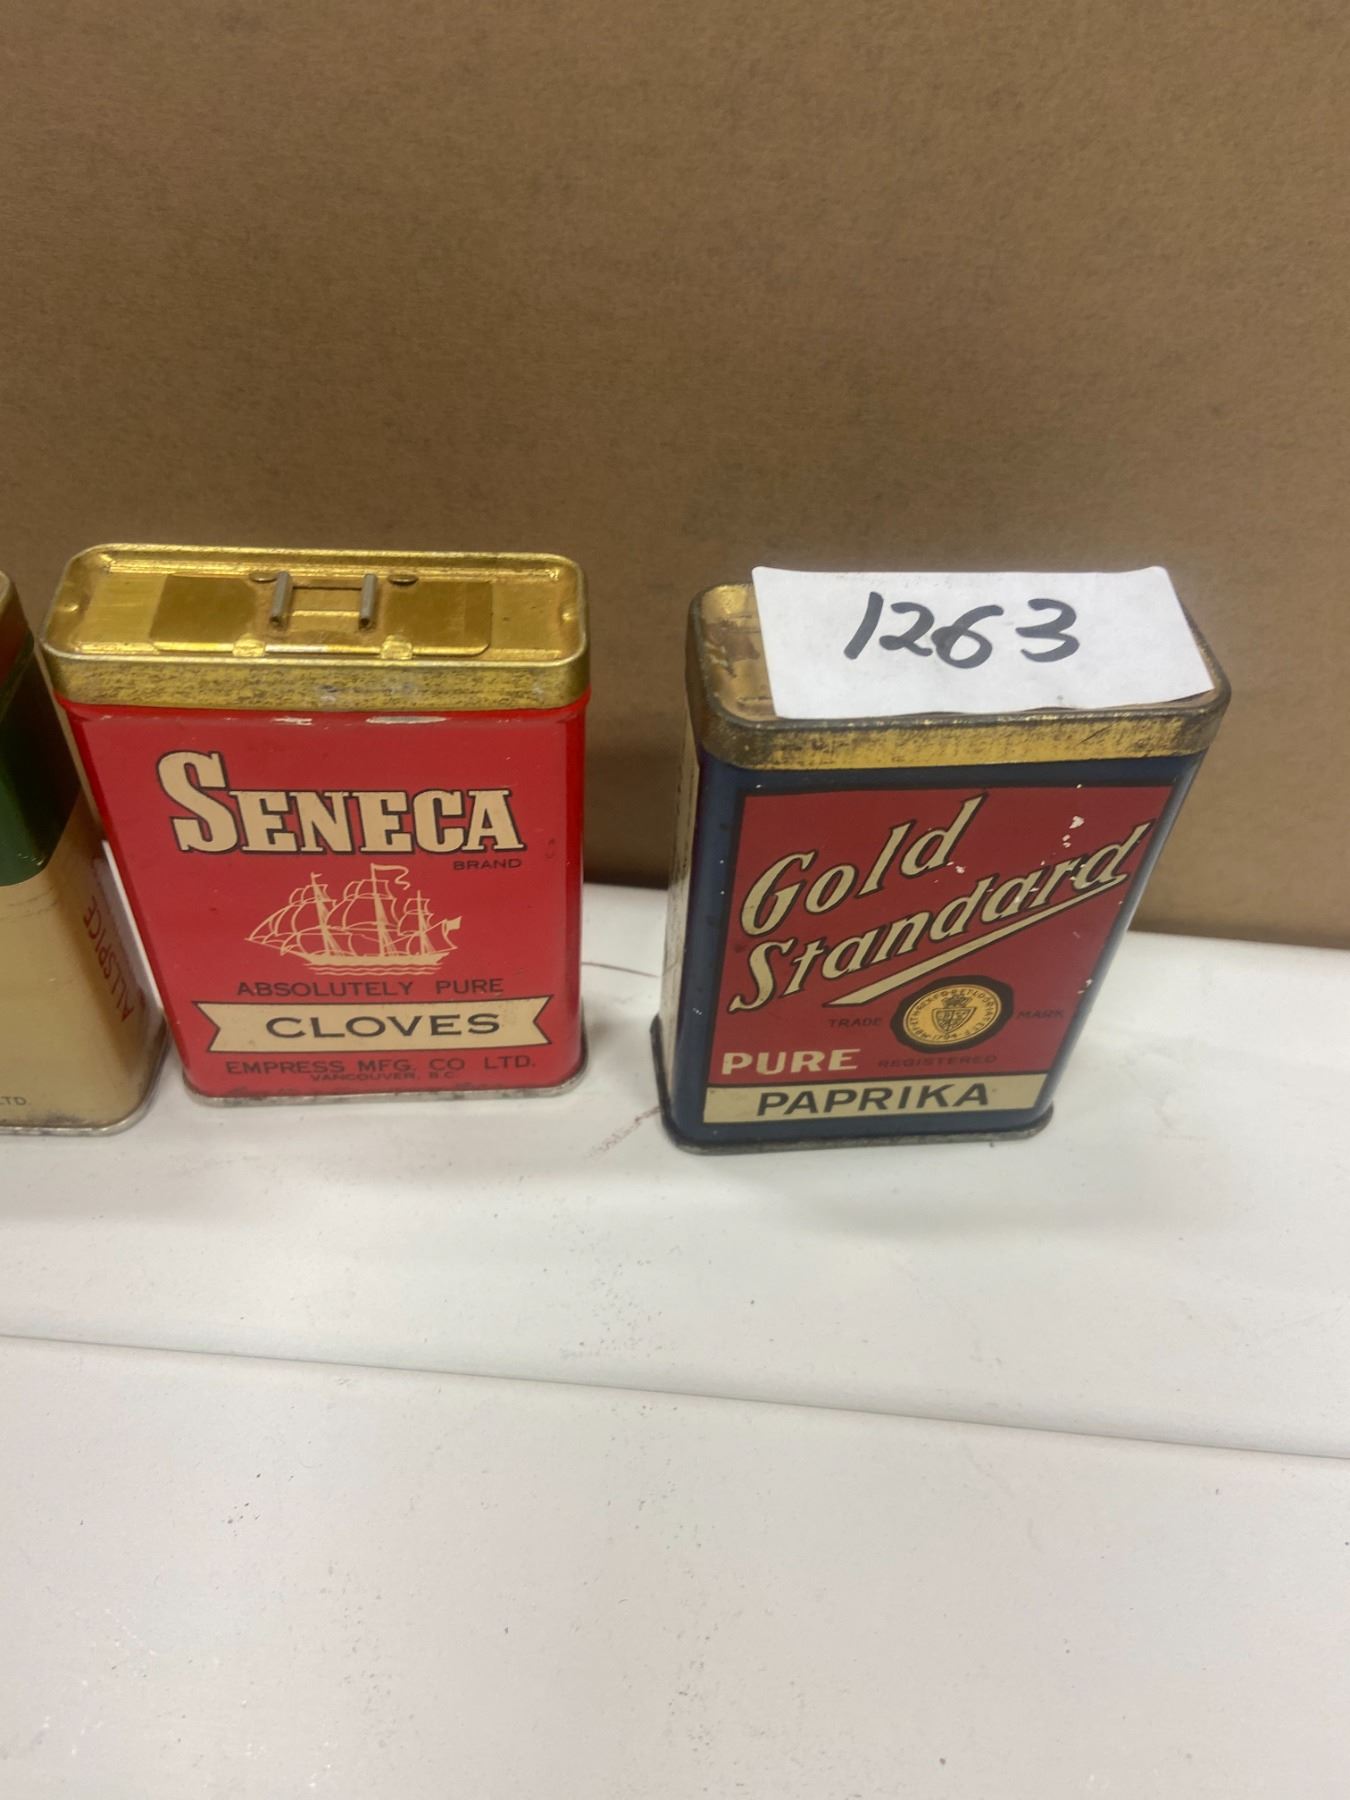 ALLSPICE
LTD.
SENECA
BRAND
ABSOLUTELY PURE
CLOVES
EMPRESS MFG. CO LTD.
VANCOUVER, B.C.
1263
Gold
Standard
TRADE MARK
PURE REGISTERED
PAPRIKA